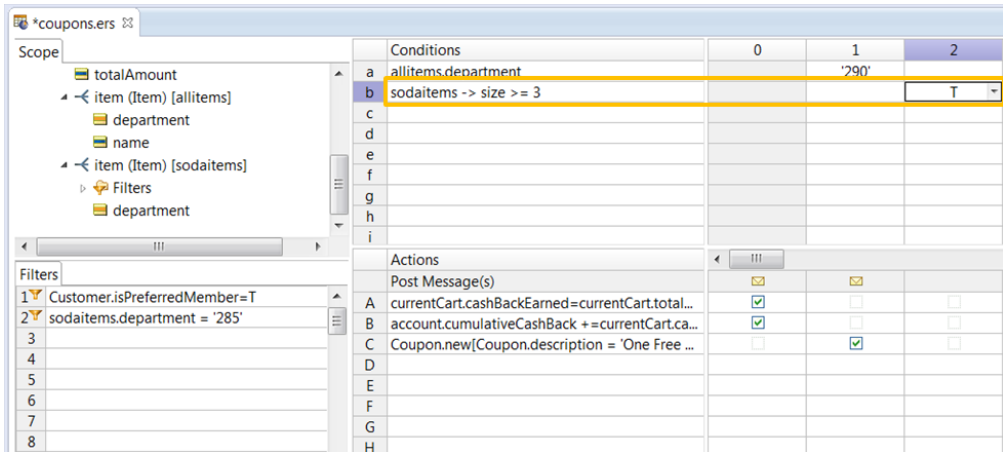 *coupons.ers
Scope
totalAmount
item (Item) [allitems]
department
name
item (Item) [sodaitems]
Filters
department
Filters
1 Customer.isPreferredMember=T
2 sodaitems.department = '285'
3
4
5
6
7
8
Conditions 0 1 2
a allitems.department '290'
b sodaitems -> size >= 3 T
c
d
e
f
g
h
i
Actions
Post Message(s)
A currentCart.cashBackEarned=currentCart.total...
B account.cumulativeCashBack +=currentCart.ca...
C Coupon.new[Coupon.description = 'One Free ...
D
E
F
G
H